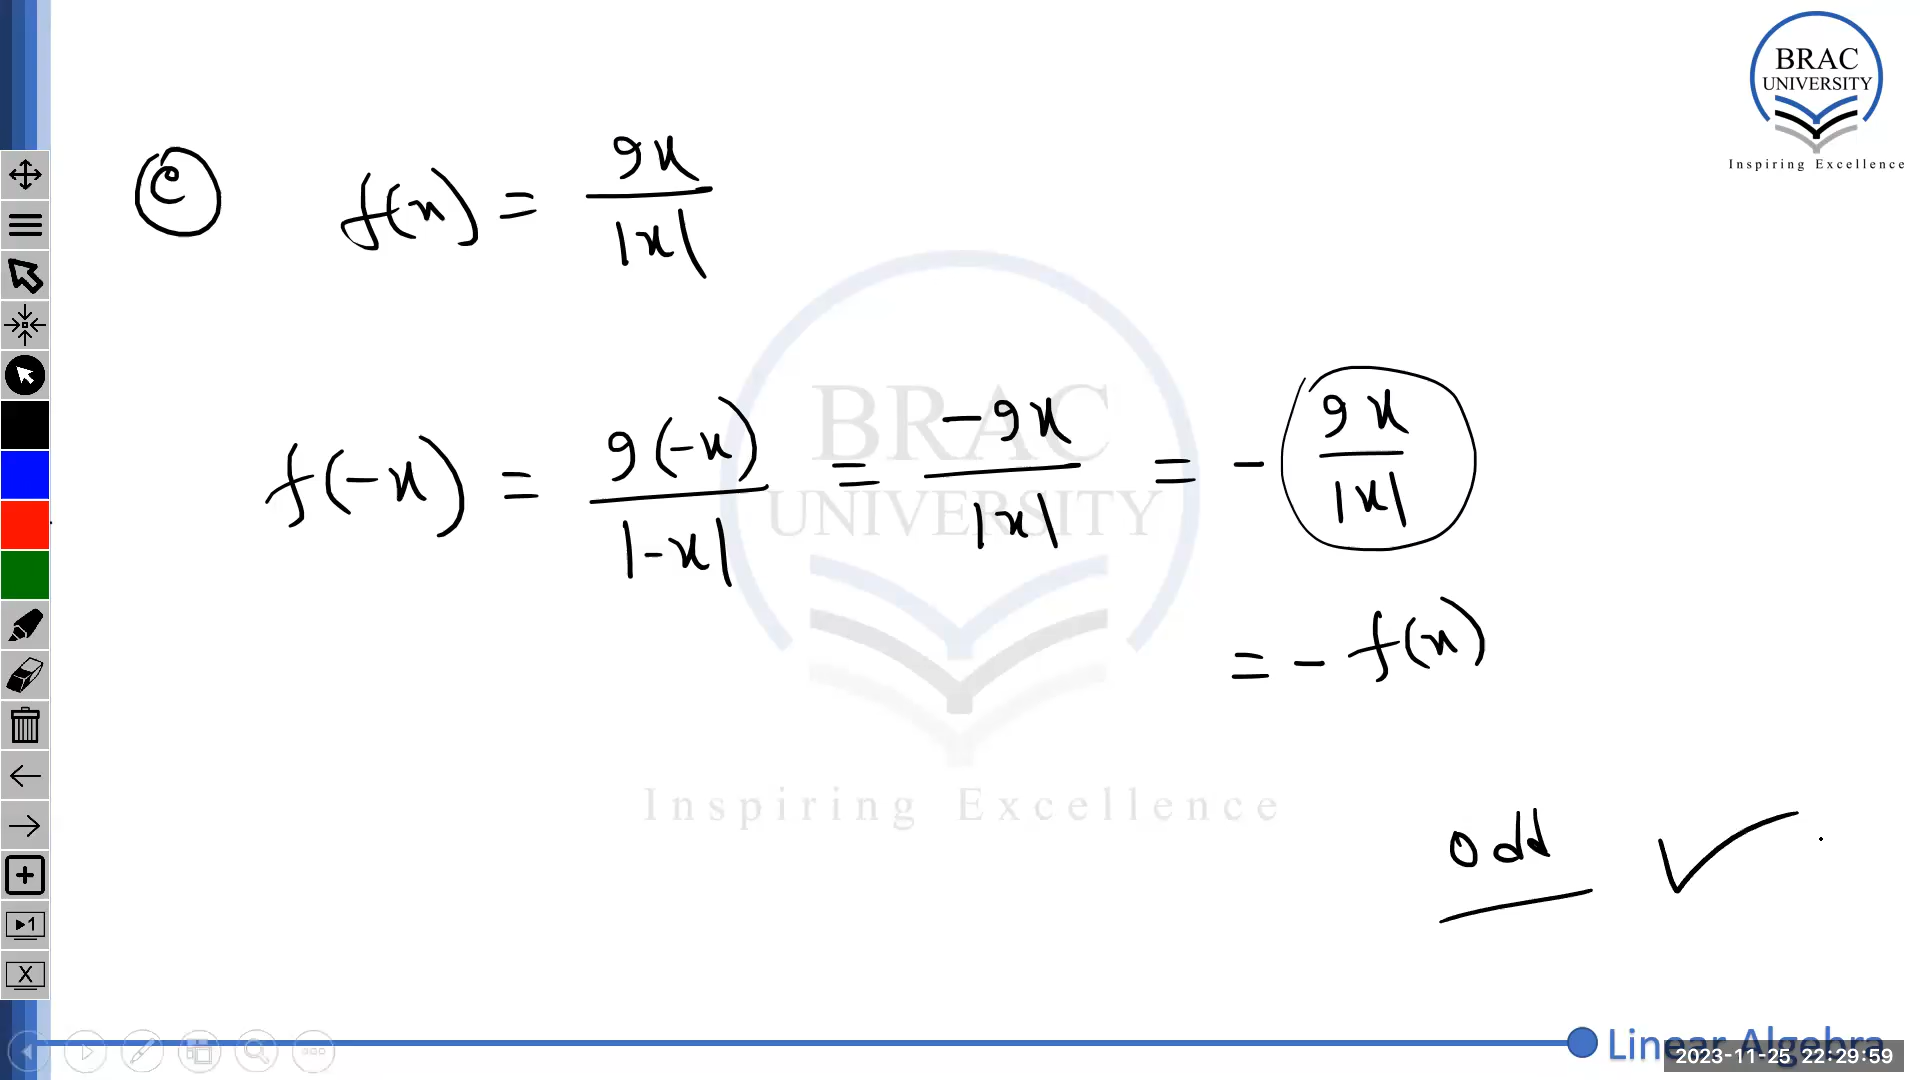 BRAC
UNIVERSITY
Inspiring Excellence
(c) f(x) = 9x / |x|
f(-x) = 9(-x) / |-x| = -9x / |x| = - 9x / |x|
= - f(x)
BRAC
UNIVERSITY
Inspiring Excellence
odd ✓
▶1
X
Linear Algebra
2023-11-25 22:29:59